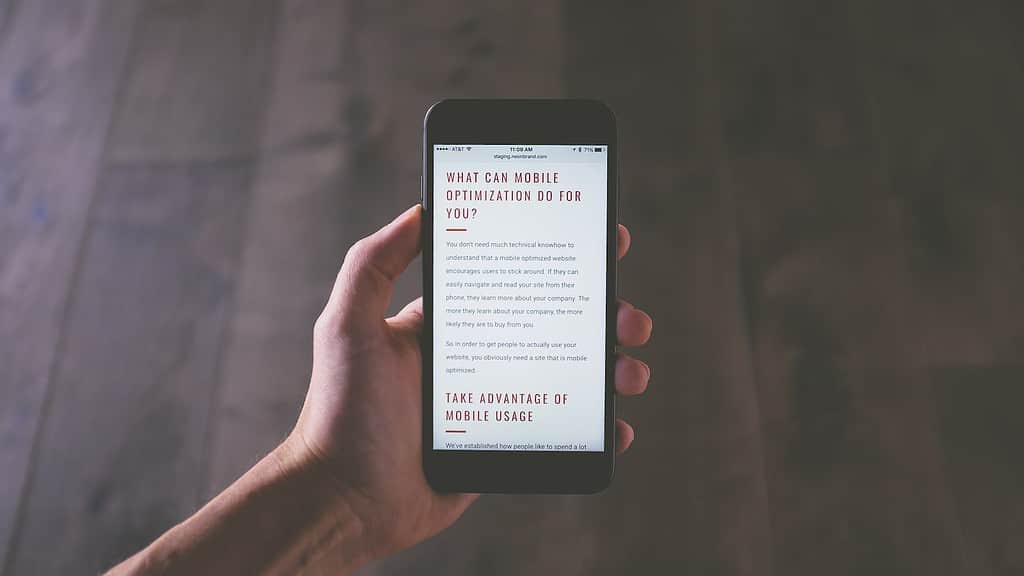 AT&T 11:09 AM 71%
staging.neonbrand.com
WHAT CAN MOBILE
OPTIMIZATION DO FOR
YOU?
You don't need much technical knowhow to
understand that a mobile optimized website
encourages users to stick around. If they can
easily navigate and read your site from their
phone, they learn more about your company. The
more they learn about your company, the more
likely they are to buy from you.
So in order to get people to actually use your
website, you obviously need a site that is mobile
optimized.
TAKE ADVANTAGE OF
MOBILE USAGE
We've established how people like to spend a lot